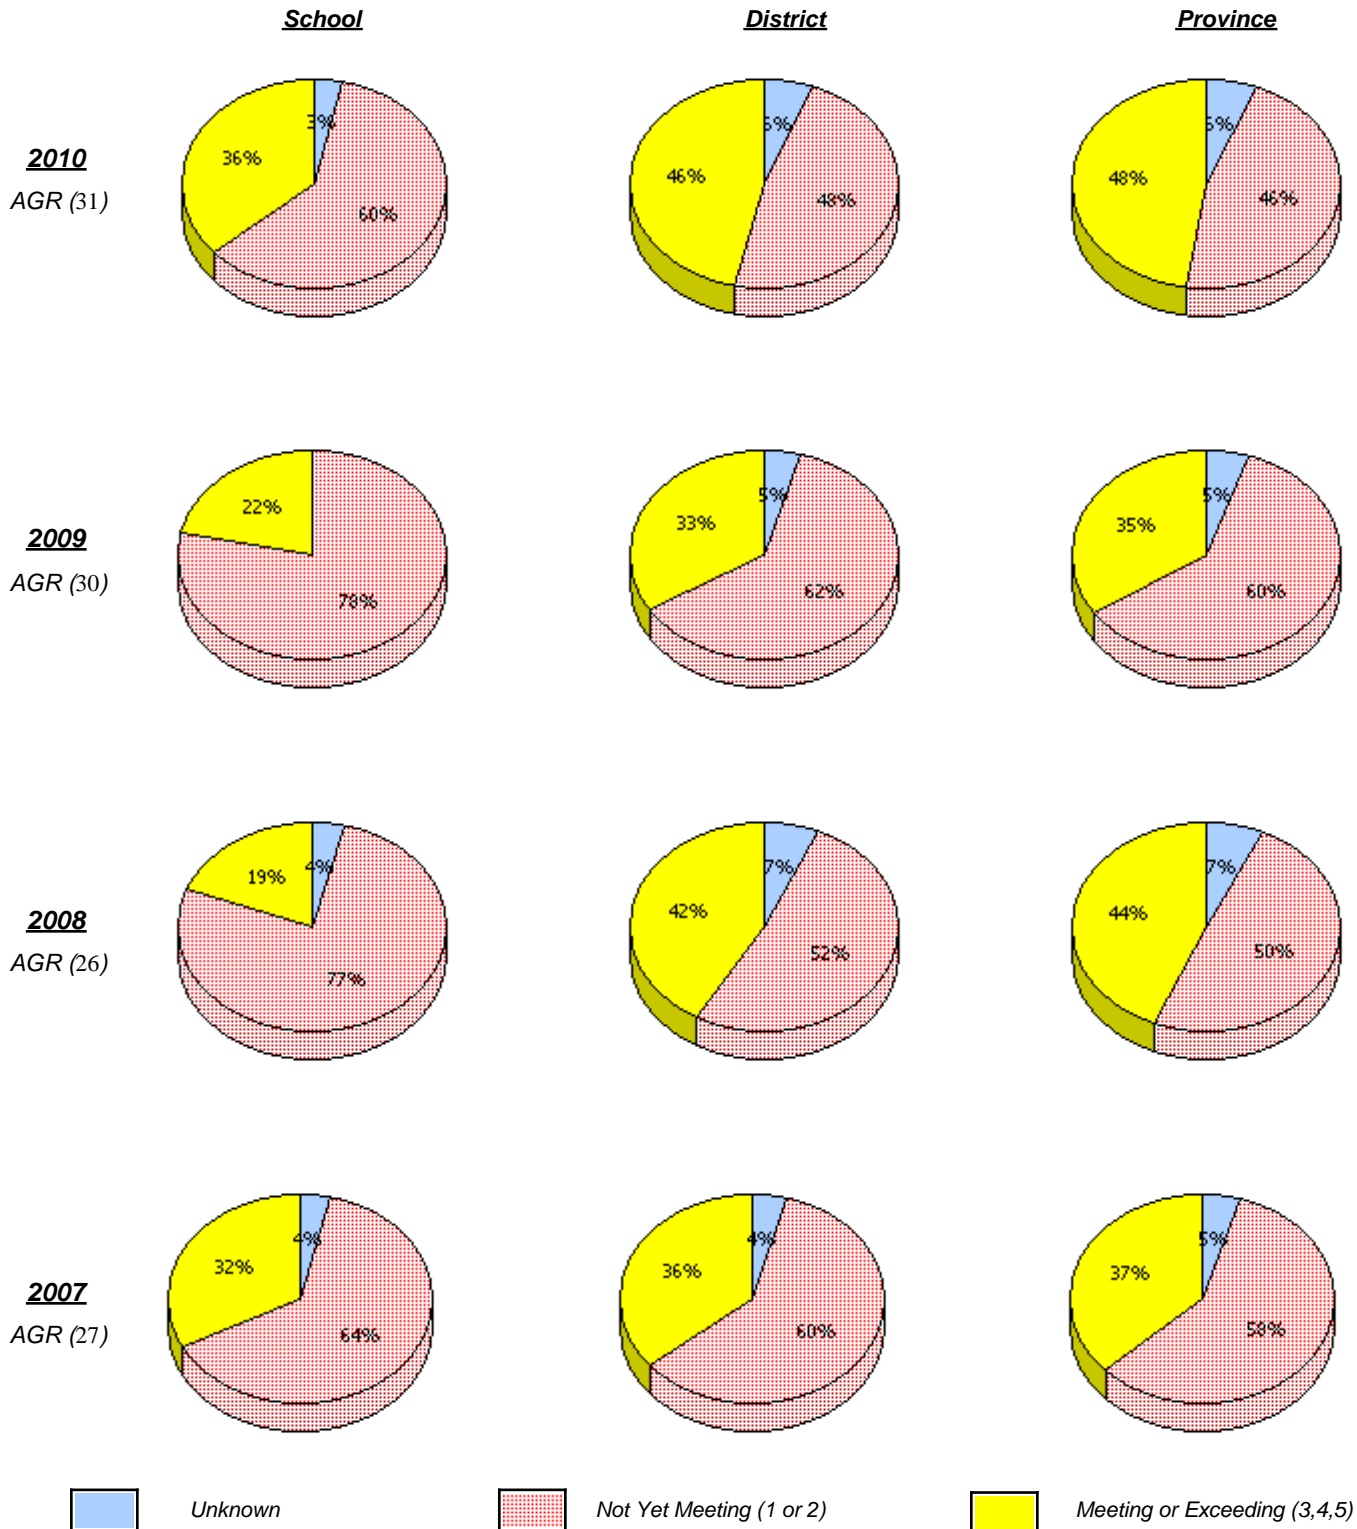 School District Province
3% 6% 6%
36% 46% 48%
2010
AGR (31)
60% 48% 46%
5% 5%
22% 33% 35%
2009
AGR (30)
78% 62% 60%
4% 7% 7%
19% 42% 44%
2008
AGR (26)
77% 52% 50%
4% 4% 5%
32% 36% 37%
2007
AGR (27)
64% 60% 58%
Unknown Not Yet Meeting (1 or 2) Meeting or Exceeding (3,4,5)